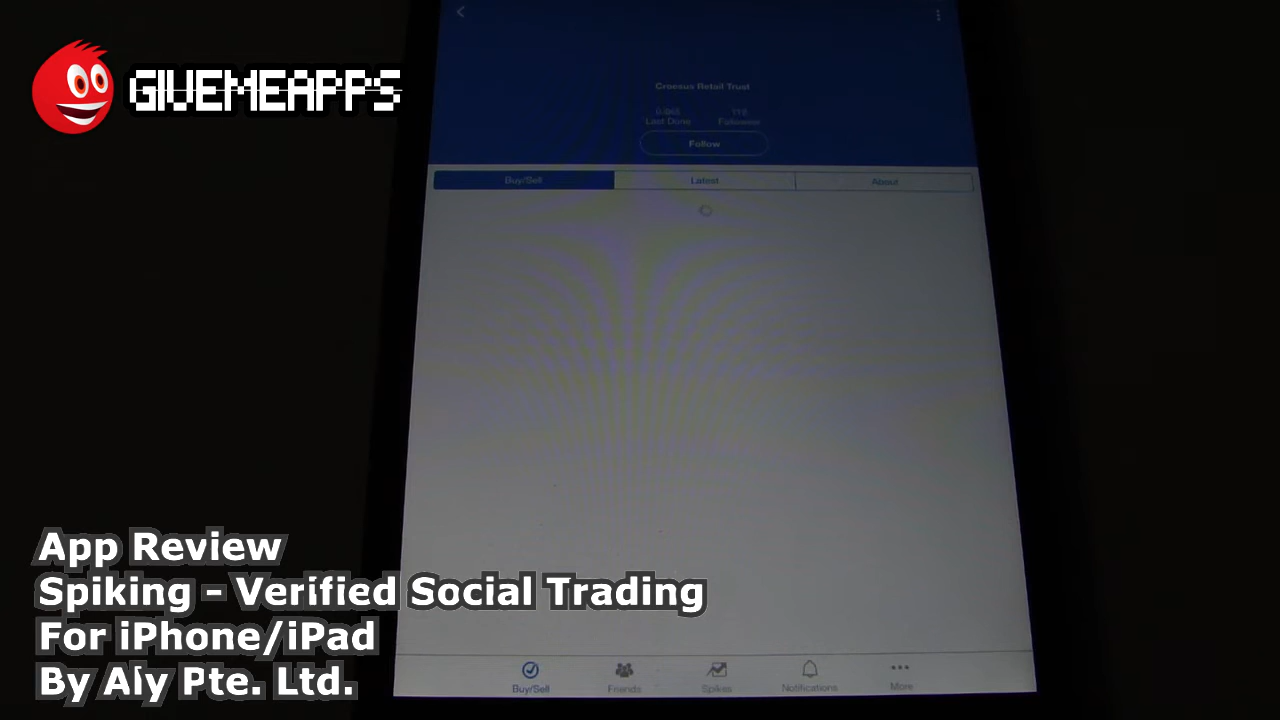 GIVEMEAPPS
Croesus Retail Trust
Last Done
Follower
Follow
Buy/Sell
Latest
About
App Review
Spiking - Verified Social Trading
For iPhone/iPad
By Aly Pte. Ltd.
Buy/Sell
Friends
Spikes
Notifications
More